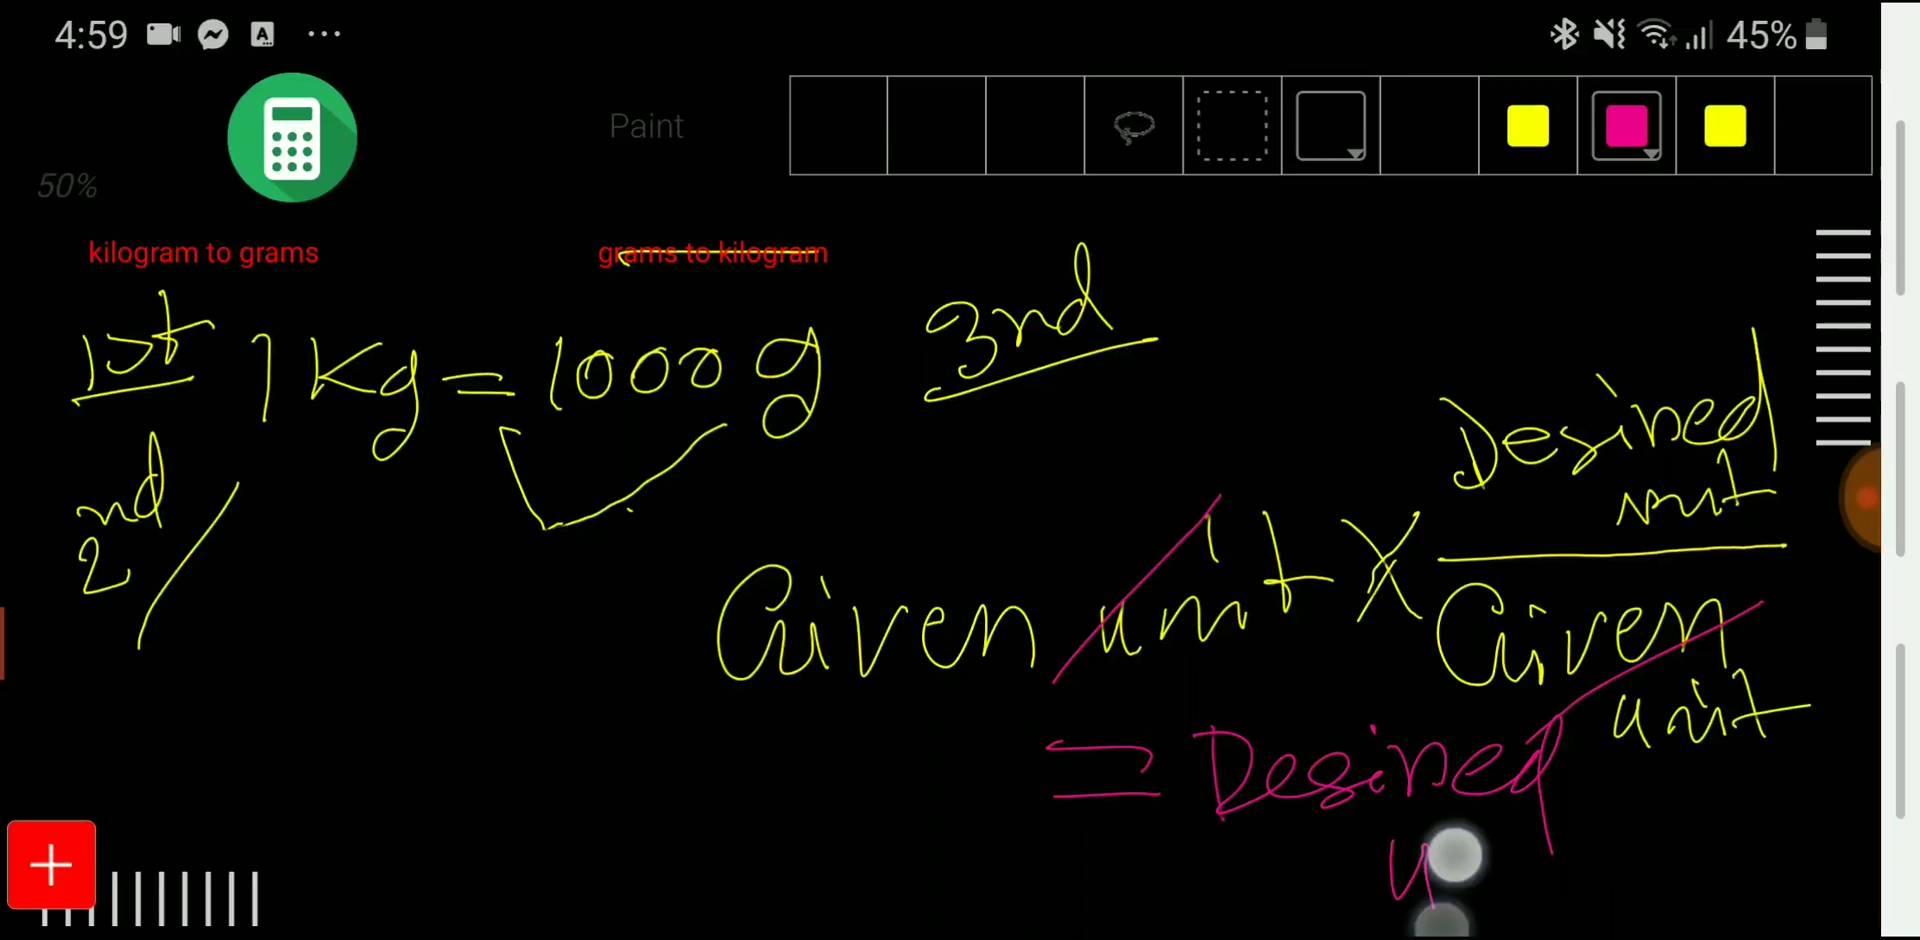 4:59
45%
Paint
50%
kilogram to grams
grams to kilogram
1st 1 Kg = 1000 g
3rd
2nd
Desired
unit
Given unit X
Given
unit
= Desired
u